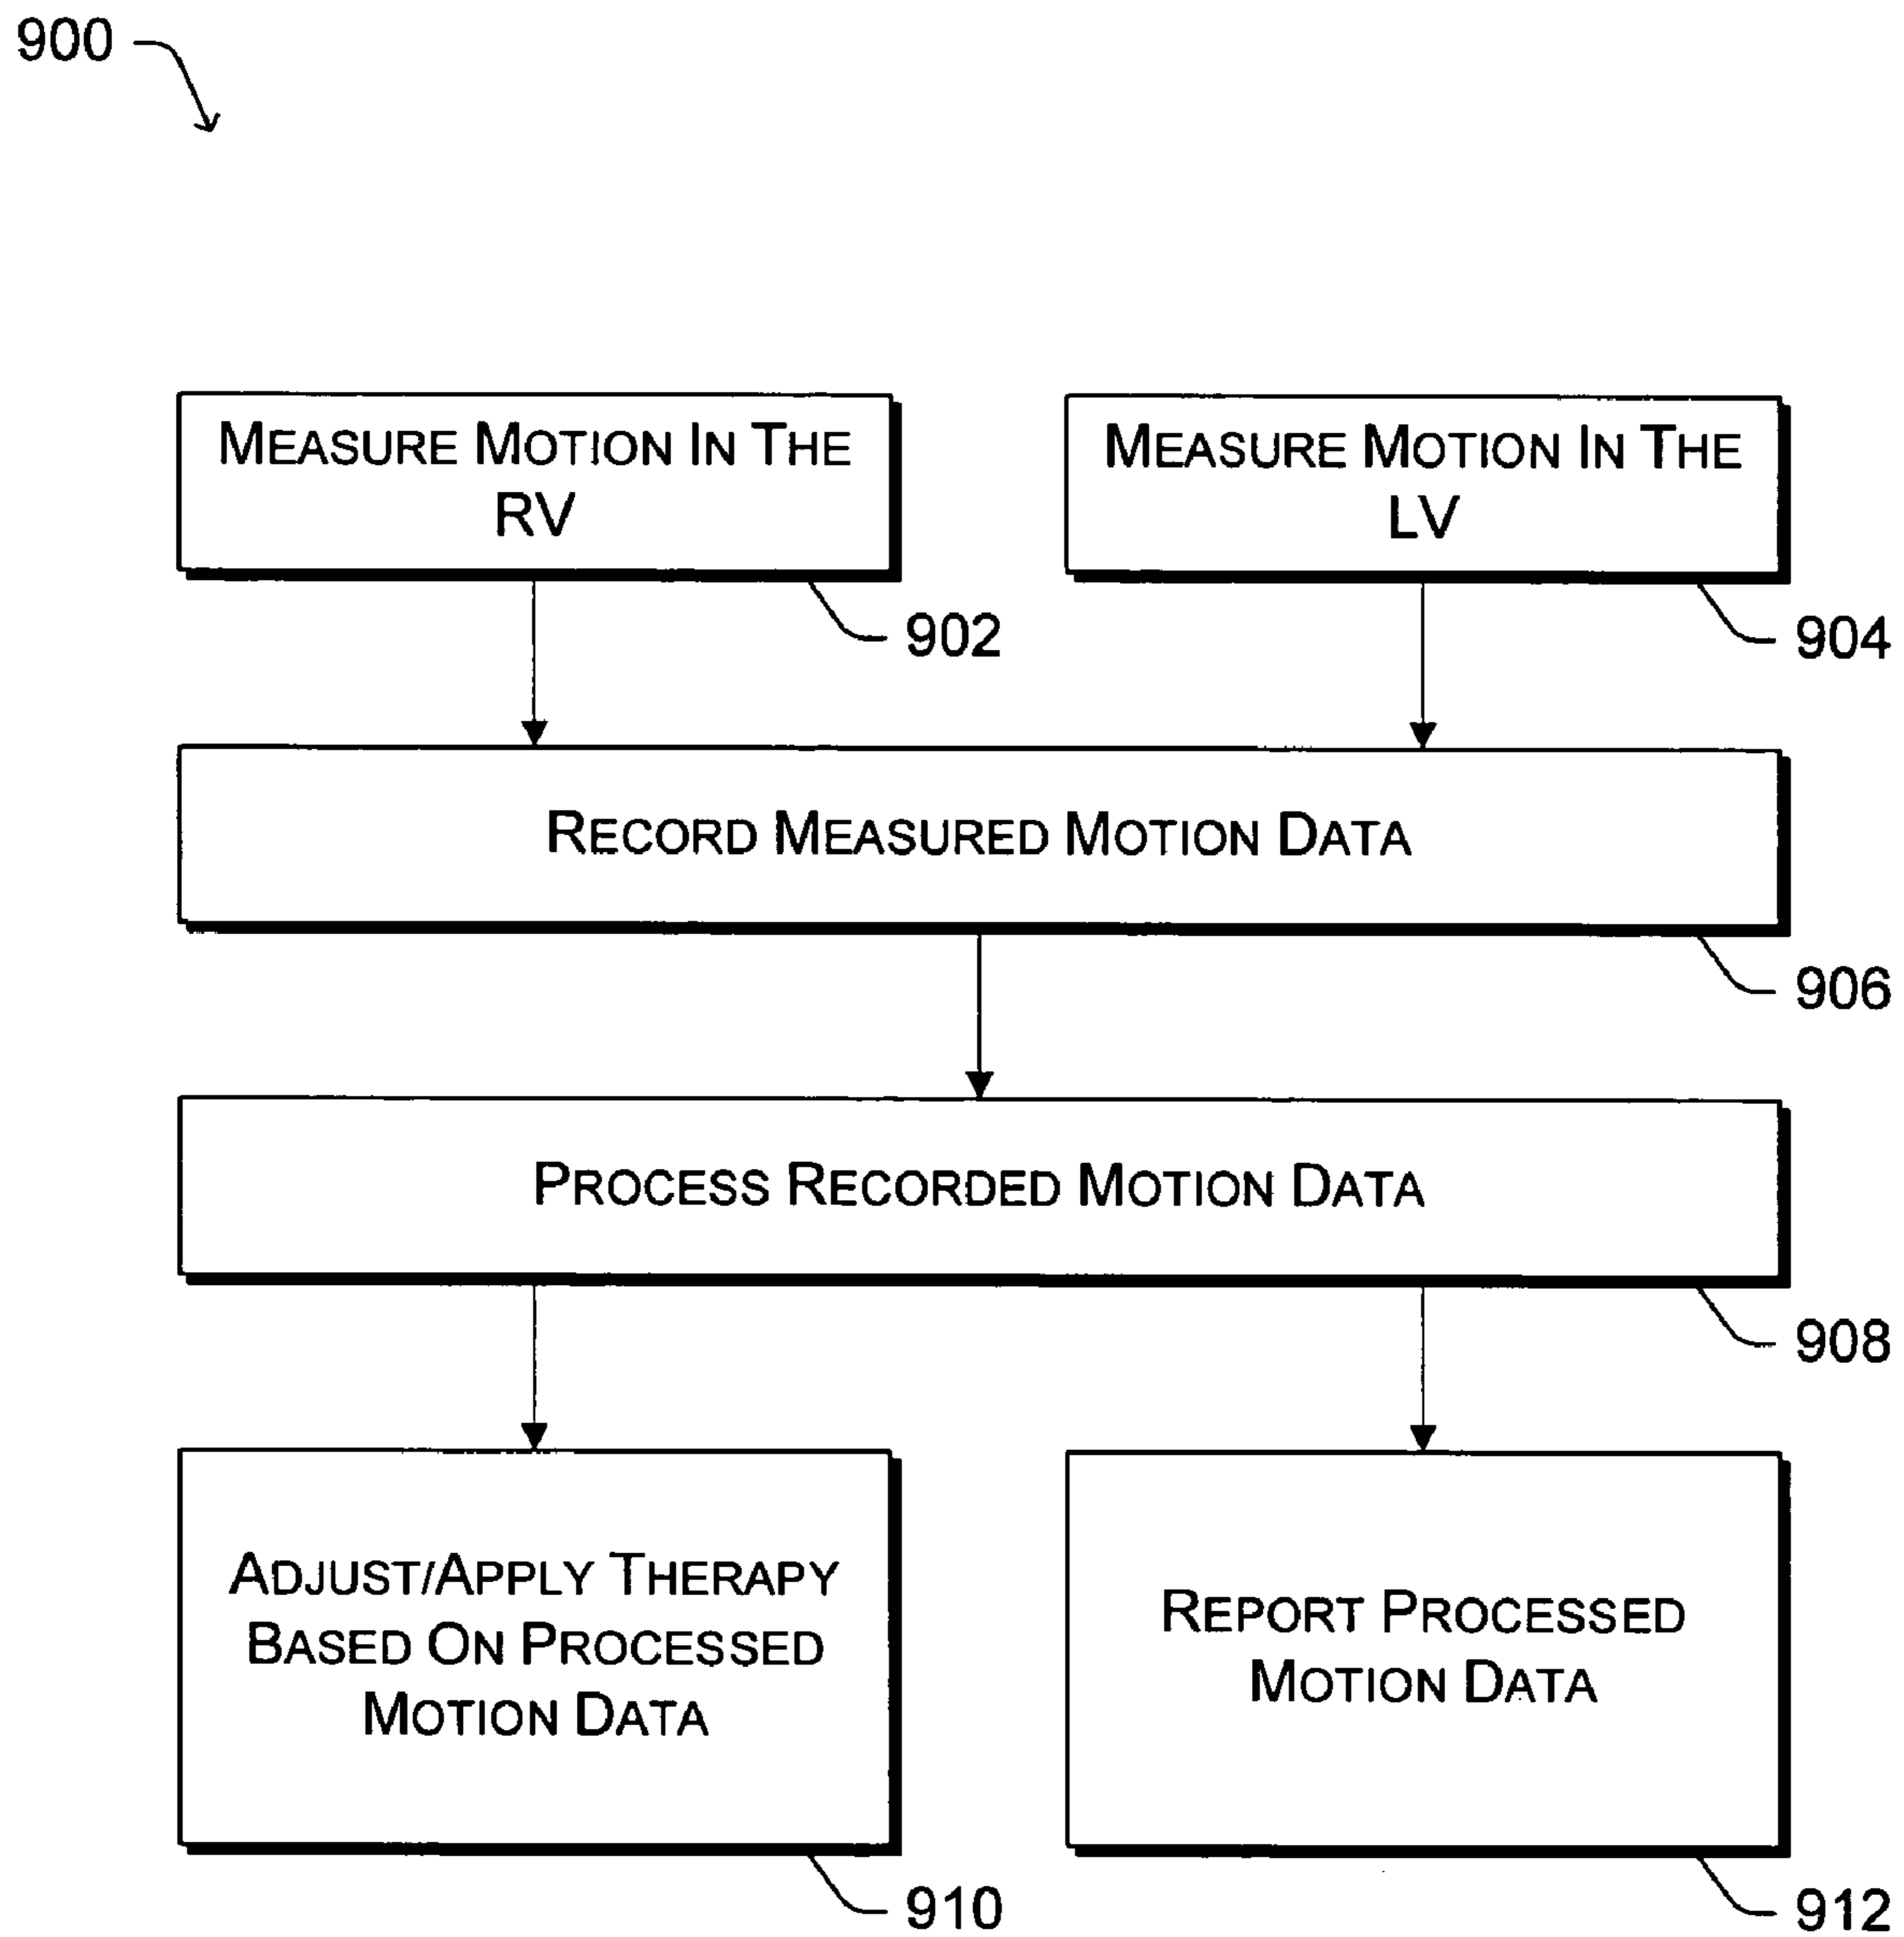 900
MEASURE MOTION IN THE
RV
902
MEASURE MOTION IN THE
LV
904
RECORD MEASURED MOTION DATA
906
PROCESS RECORDED MOTION DATA
908
ADJUST/APPLY THERAPY
BASED ON PROCESSED
MOTION DATA
910
REPORT PROCESSED
MOTION DATA
912